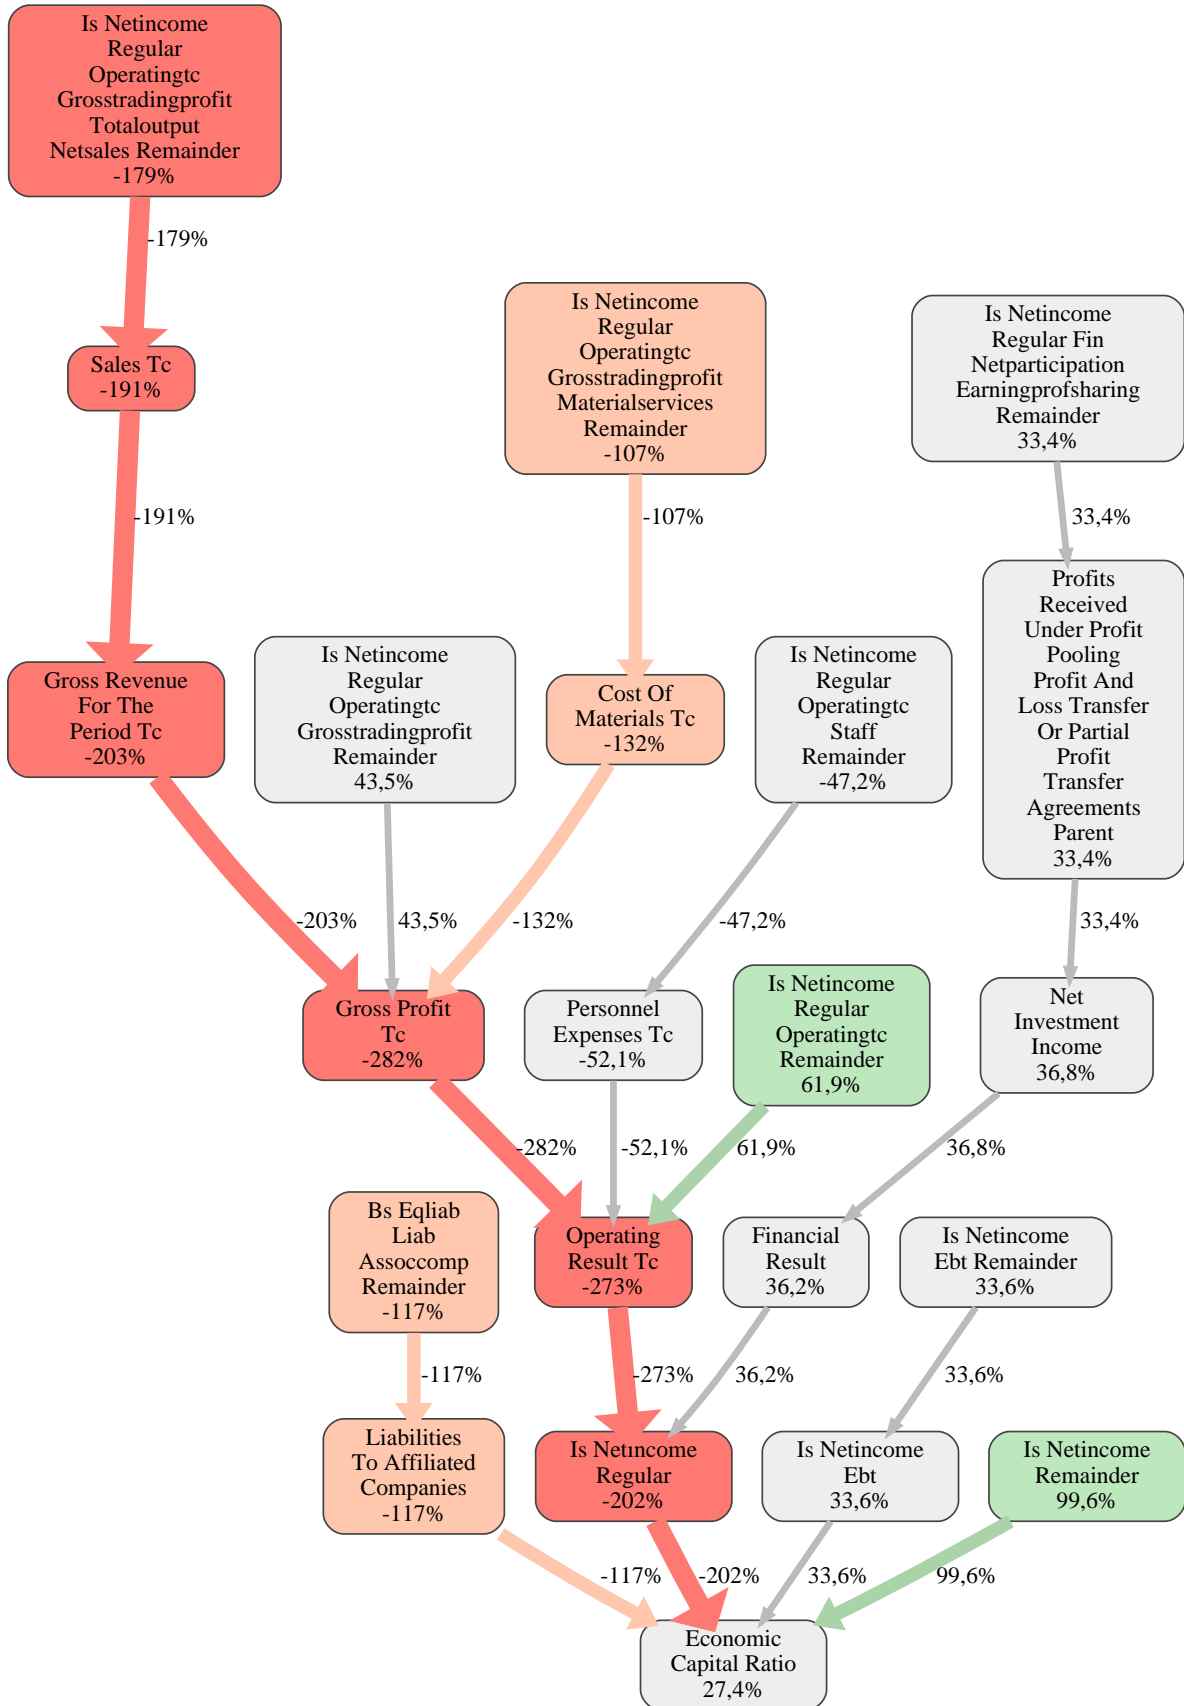 Is Netincome
Regular
Operatingtc
Grosstradingprofit
Totaloutput
Netsales Remainder
-179%
-179%
Is Netincome
Regular
Operatingtc
Grosstradingprofit
Materialservices
Remainder
-107%
Is Netincome
Regular Fin
Netparticipation
Earningprofsharing
Remainder
33,4%
Sales Tc
-191%
-191%
-107%
33,4%
Profits
Received
Under Profit
Pooling
Profit And
Loss Transfer
Or Partial
Profit
Transfer
Agreements
Parent
33,4%
Gross Revenue
For The
Period Tc
-203%
Is Netincome
Regular
Operatingtc
Grosstradingprofit
Remainder
43,5%
Cost Of
Materials Tc
-132%
Is Netincome
Regular
Operatingtc
Staff
Remainder
-47,2%
-203%
43,5%
-132%
-47,2%
33,4%
Gross Profit
Tc
-282%
Personnel
Expenses Tc
-52,1%
Is Netincome
Regular
Operatingtc
Remainder
61,9%
Net
Investment
Income
36,8%
-282%
-52,1%
61,9%
36,8%
Bs Eqliab
Liab
Assoccomp
Remainder
-117%
Operating
Result Tc
-273%
Financial
Result
36,2%
Is Netincome
Ebt Remainder
33,6%
-117%
-273%
36,2%
33,6%
Liabilities
To Affiliated
Companies
-117%
Is Netincome
Regular
-202%
Is Netincome
Ebt
33,6%
Is Netincome
Remainder
99,6%
-117%
-202%
33,6%
99,6%
Economic
Capital Ratio
27,4%